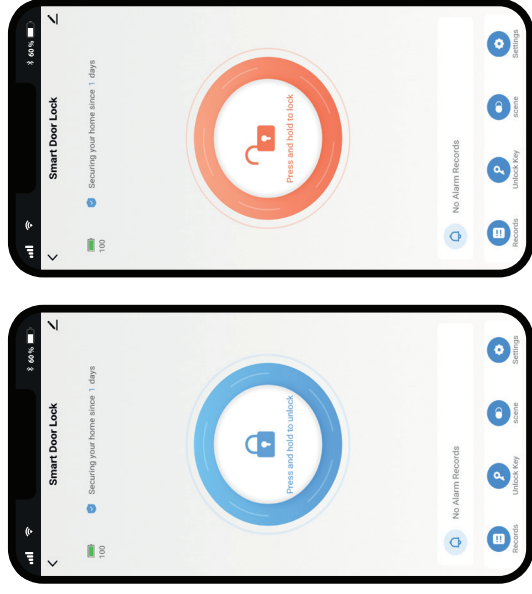 60 %
Smart Door Lock
Securing your home since 1 days
100
Press and hold to unlock
No Alarm Records
Records
Unlock Key
scene
Settings
60 %
Smart Door Lock
Securing your home since 1 days
100
Press and hold to lock
No Alarm Records
Records
Unlock Key
scene
Settings